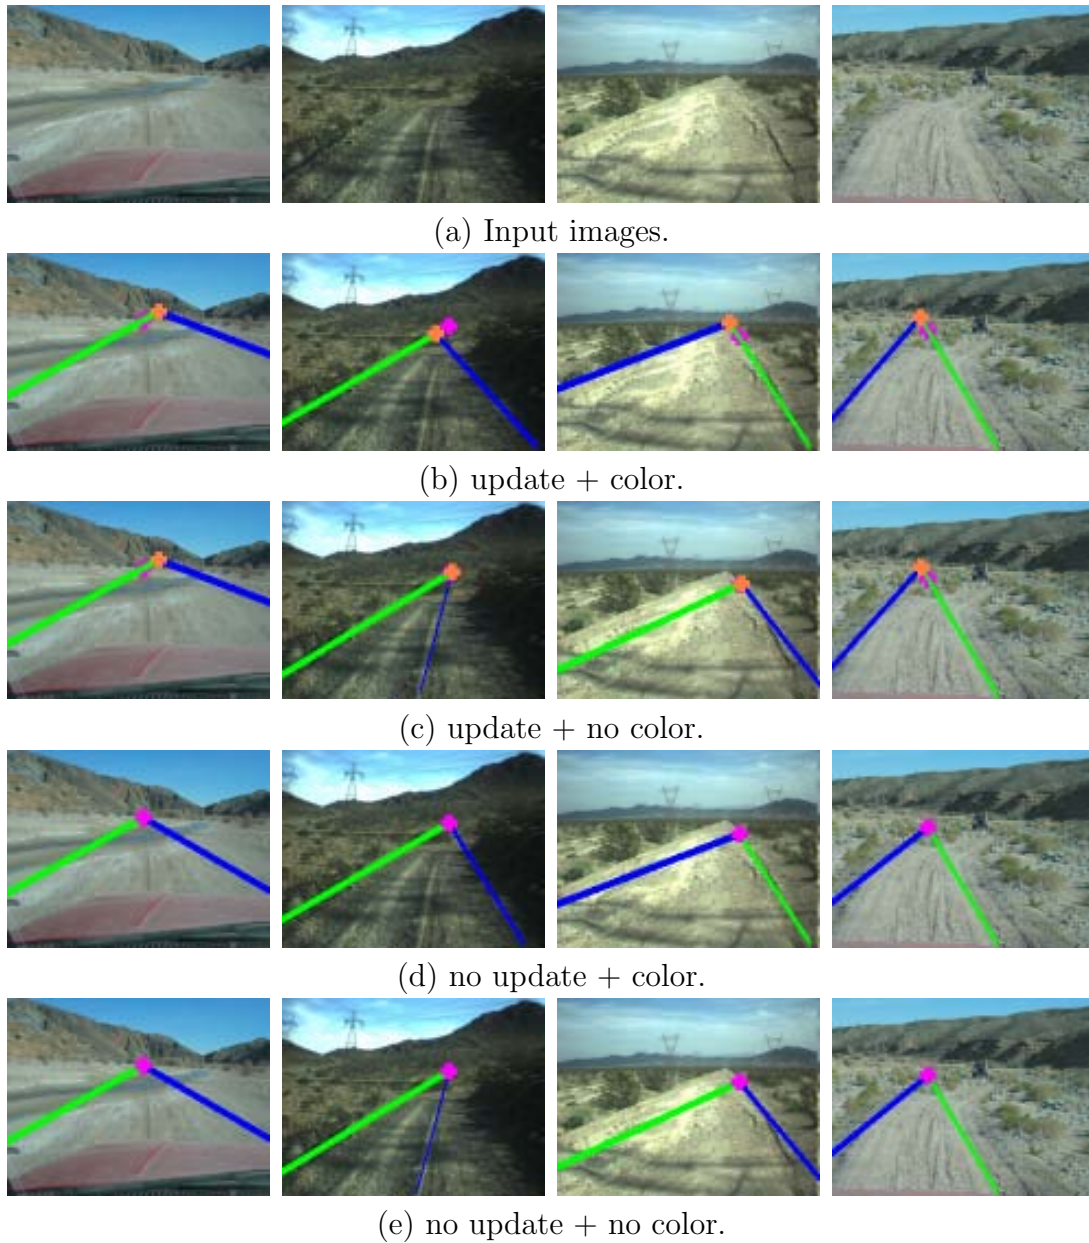 (a) Input images.
(b) update + color.
(c) update + no color.
(d) no update + color.
(e) no update + no color.